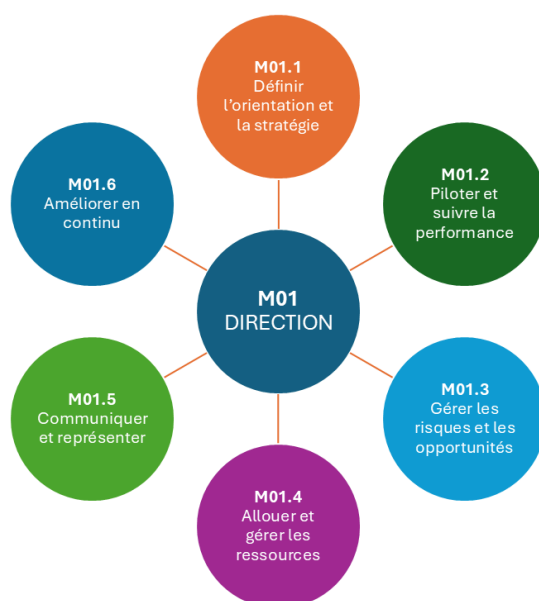 M01.1
Définir
l'orientation et
la stratégie
M01.6
Améliorer en
continu
M01.2
Piloter et
suivre la
performance
M01
DIRECTION
M01.5
Communiquer
et représenter
M01.3
Gérer les
risques et les
opportunités
M01.4
Allouer et
gérer les
ressources